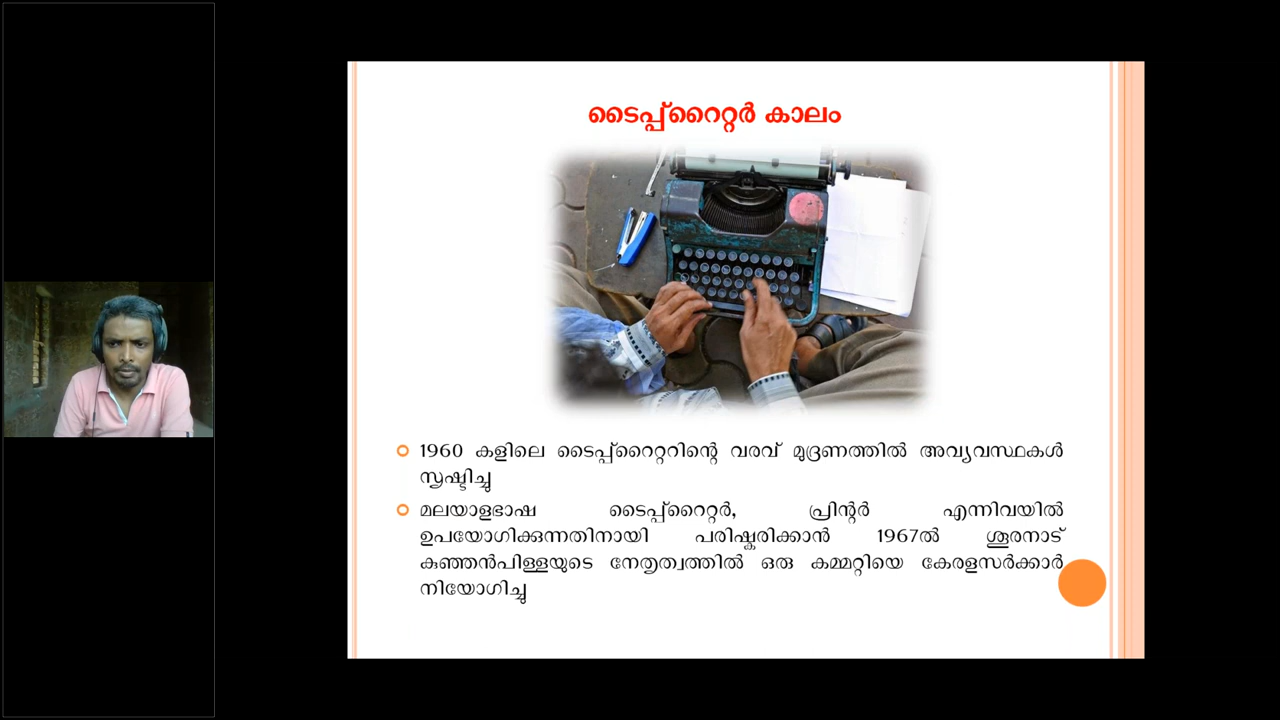 ടൈപ്പ്റൈറ്റർ കാലം
1960 കളിലെ ടൈപ്പ്റൈറ്ററിന്റെ വരവ് മുദ്രണത്തിൽ അവ്യവസ്ഥകൾ
സൃഷ്ടിച്ചു
മലയാളഭാഷ ടൈപ്പ്റൈറ്റർ, പ്രിന്റർ എന്നിവയിൽ
ഉപയോഗിക്കുന്നതിനായി പരിഷ്കരിക്കാൻ 1967ൽ ശൂരനാട്
കുഞ്ഞൻപിള്ളയുടെ നേതൃത്വത്തിൽ ഒരു കമ്മറ്റിയെ കേരളസർക്കാർ
നിയോഗിച്ചു